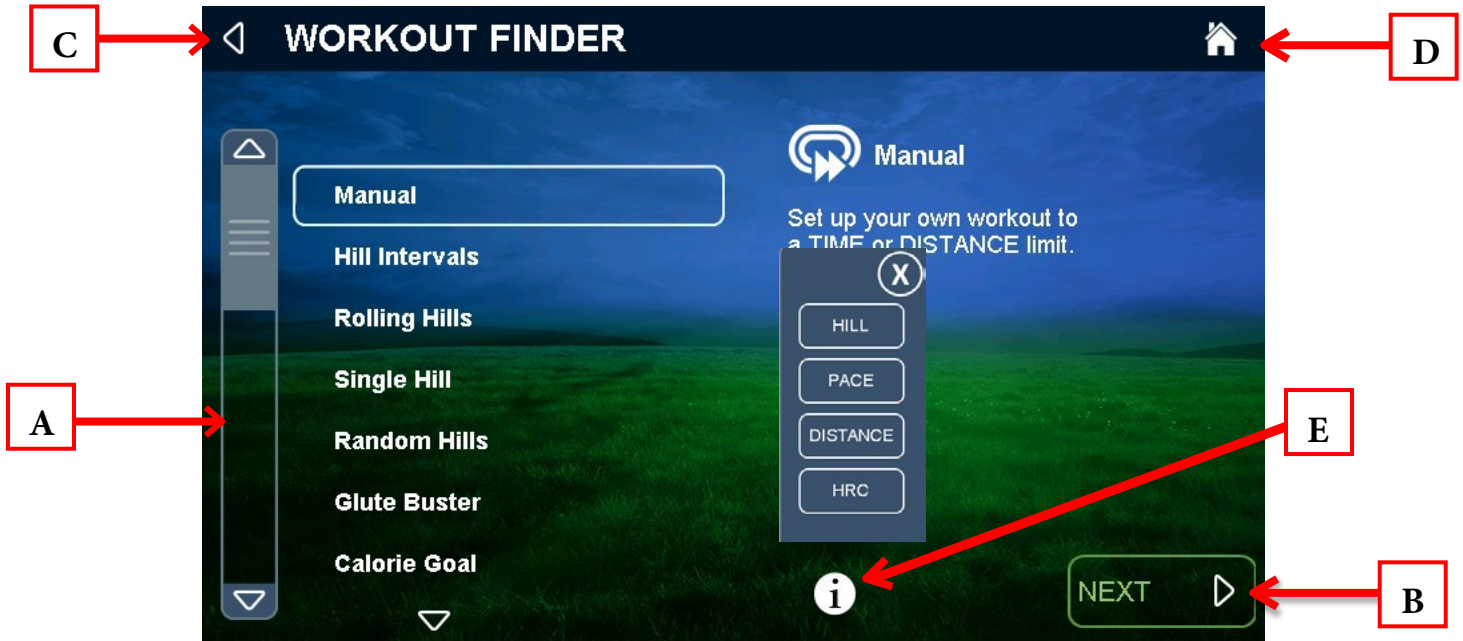 C
WORKOUT FINDER
D
Manual
Manual
Set up your own workout to
a TIME or DISTANCE limit.
Hill Intervals
X
Rolling Hills
HILL
Single Hill
PACE
A
Random Hills
DISTANCE
E
Glute Buster
HRC
Calorie Goal
i
NEXT
B